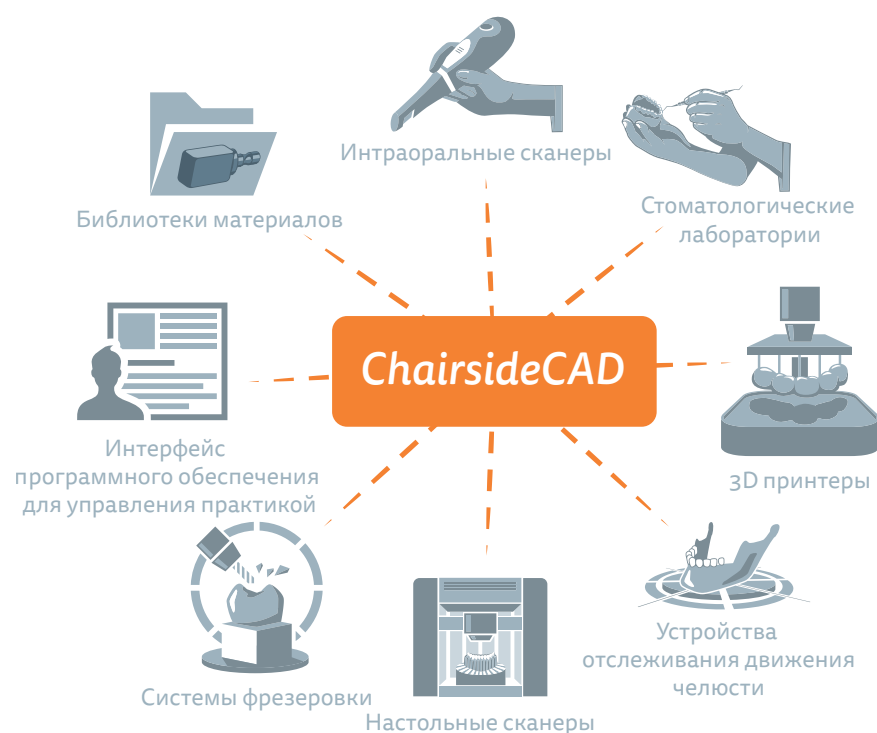 Интраоральные сканеры
Библиотеки материалов
Стоматологические
лаборатории
ChairsideCAD
Интерфейс
программного обеспечения
для управления практикой
3D принтеры
Устройства
отслеживания движения
челюсти
Системы фрезеровки
Настольные сканеры